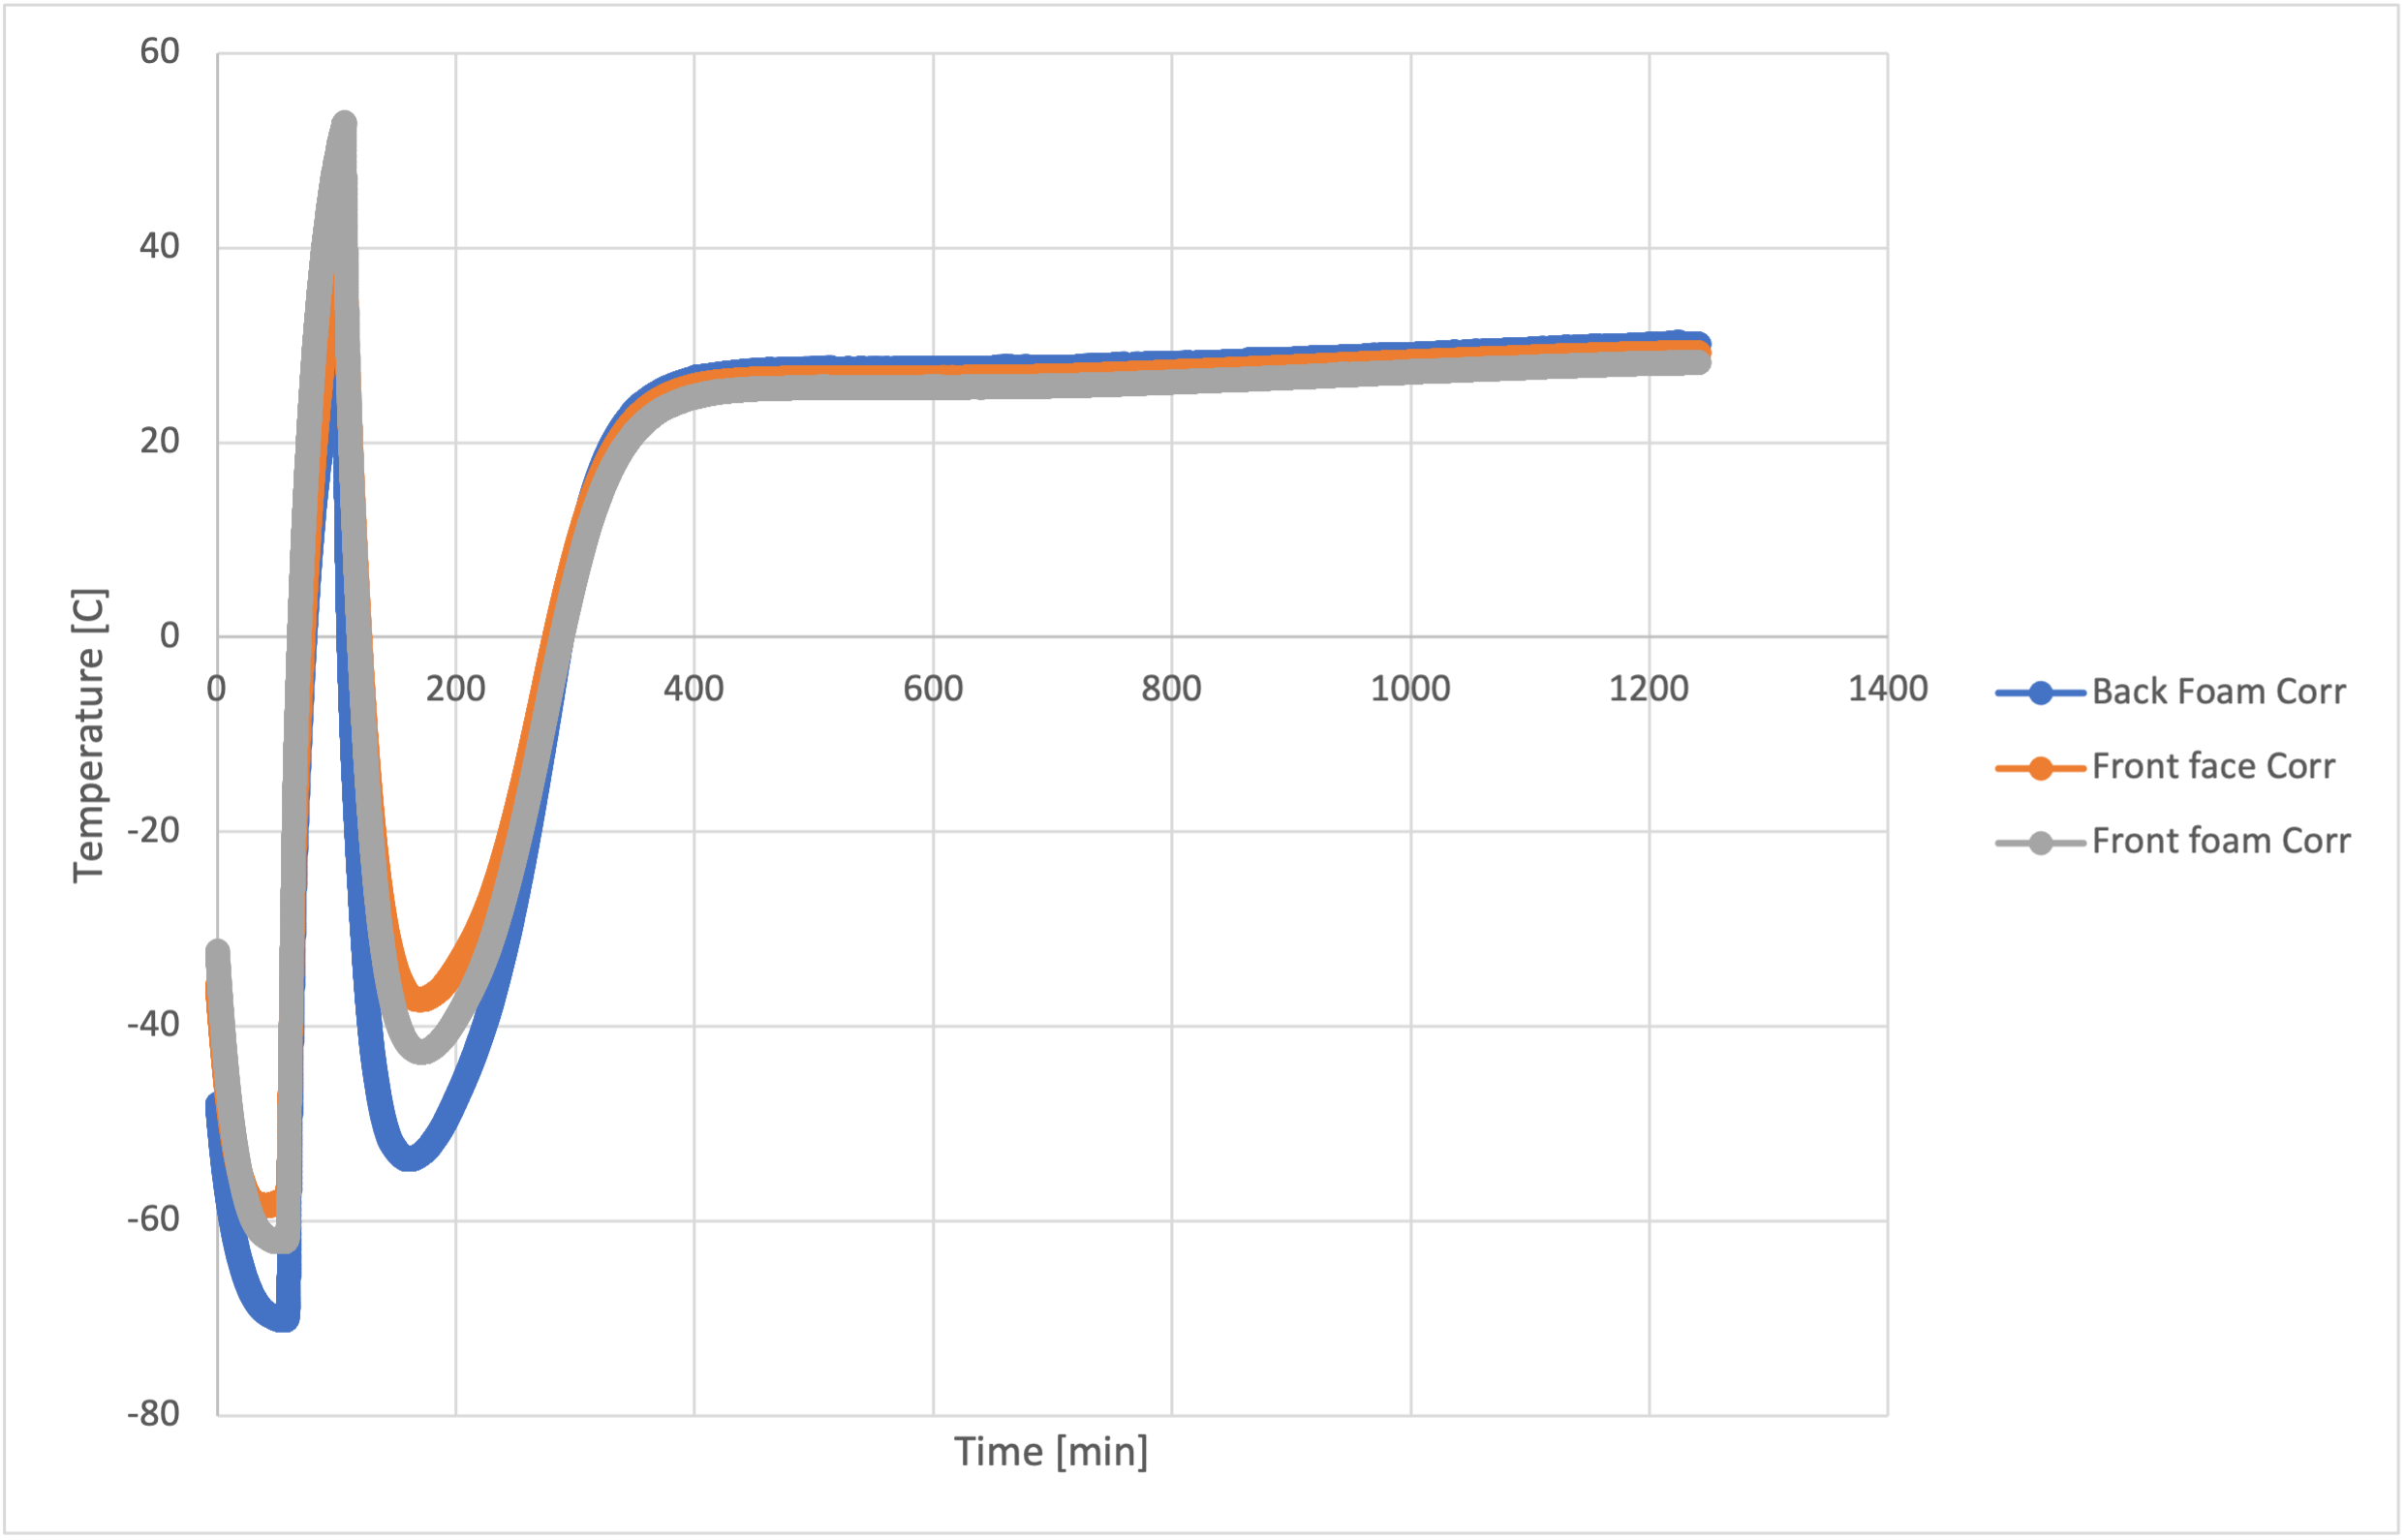 60
40
20
0
-20
-40
-60
-80
0 200 400 600 800 1000 1200 1400
Temperature [C]
Time [min]
Back Foam Corr
Front face Corr
Front foam Corr